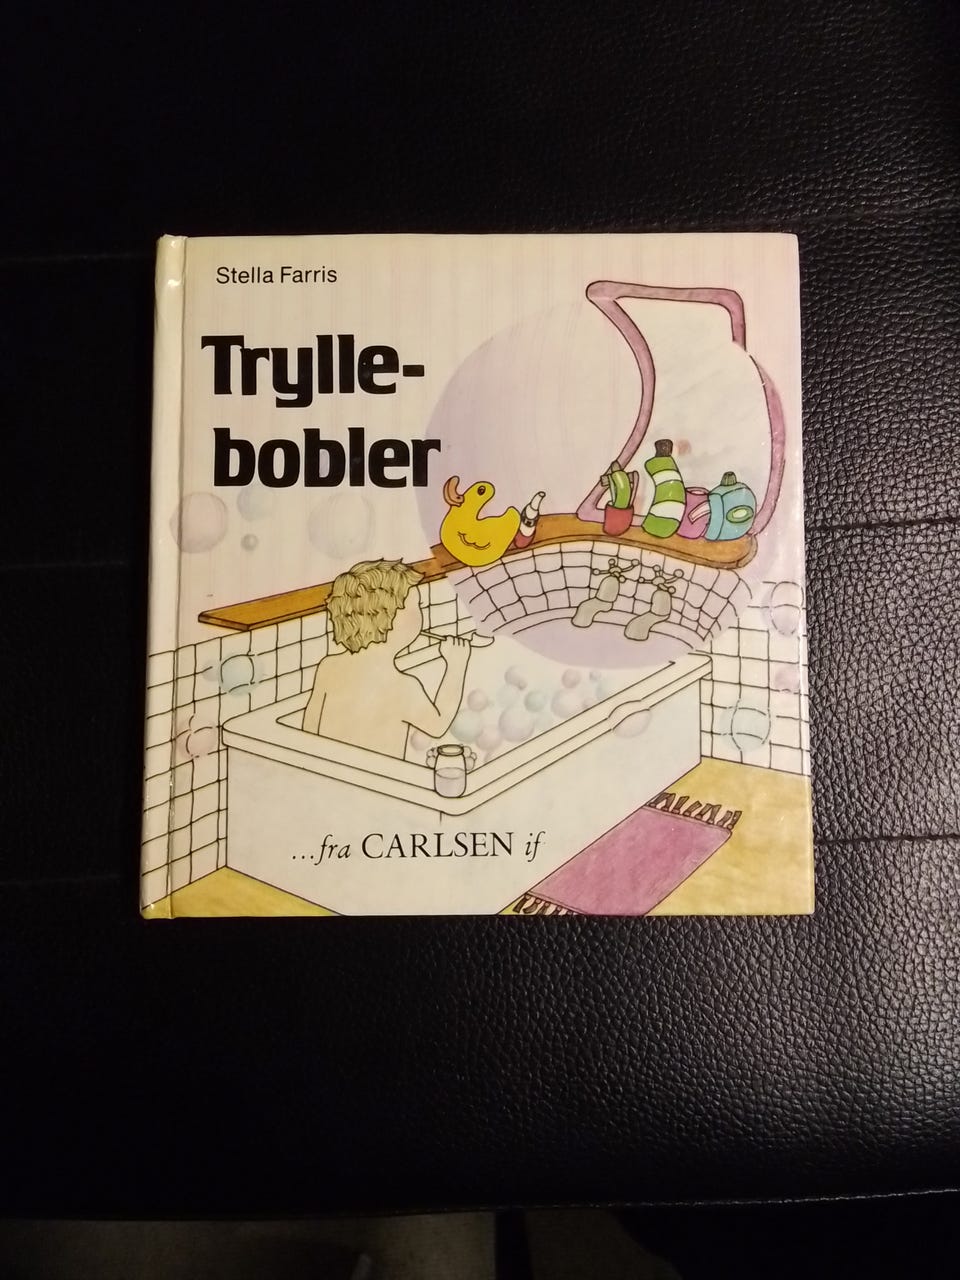 Stella Farris
Trylle-
bobler
...fra CARLSEN if